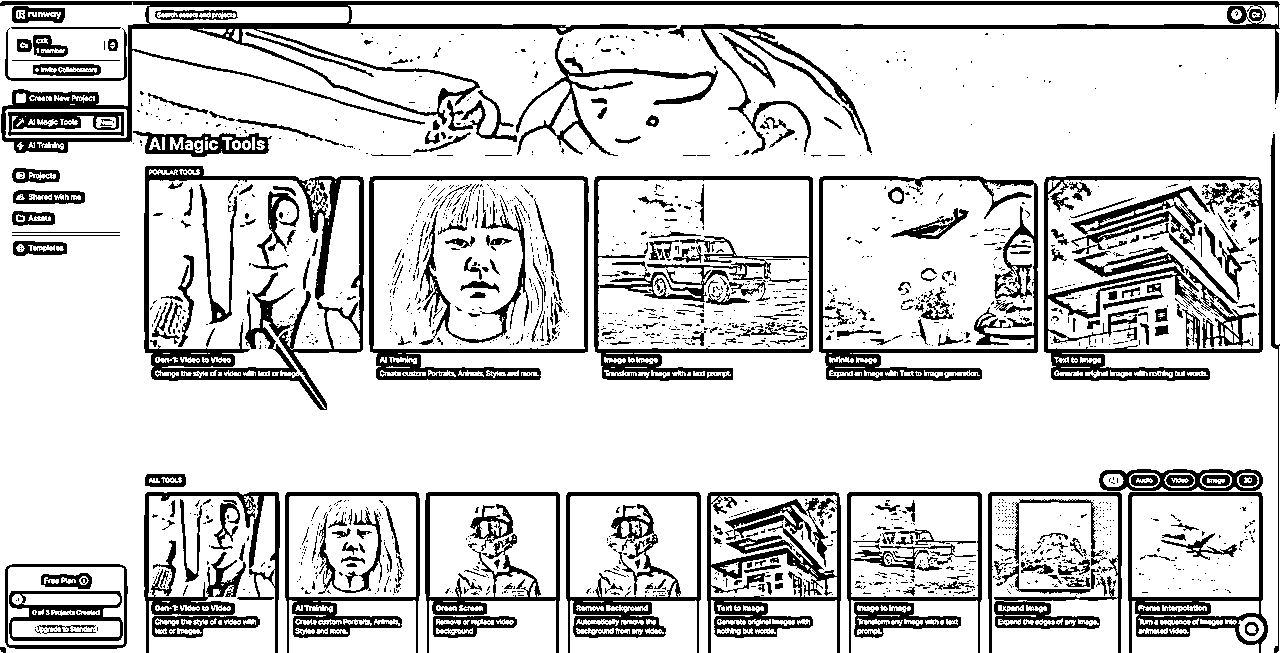 runway
Search assets and projects
Cs
cxk
1 member
+ Invite Collaborators
Create New Project
AI Magic Tools
AI Training
Projects
Shared with me
Assets
Templates
AI Magic Tools
POPULAR TOOLS
Gen-1: Video to Video
Change the style of a video with text or images.
AI Training
Create custom Portraits, Animals, Styles and more.
Image to Image
Transform any image with a text prompt.
Infinite Image
Expand an image with Text to Image generation.
Text to Image
Generate original images with nothing but words.
ALL TOOLS
All
Audio
Video
Image
3D
Gen-1: Video to Video
Change the style of a video with
text or images.
AI Training
Create custom Portraits, Animals,
Styles and more.
Green Screen
Remove or replace video
background
Remove Background
Automatically remove the
background from any video.
Text to Image
Generate original images with
nothing but words.
Image to Image
Transform any image with a text
prompt.
Expand Image
Expand the edges of any image.
Frame Interpolation
Turn a sequence of images into
animated video.
Free Plan
0 of 3 Projects Created
Upgrade to Standard